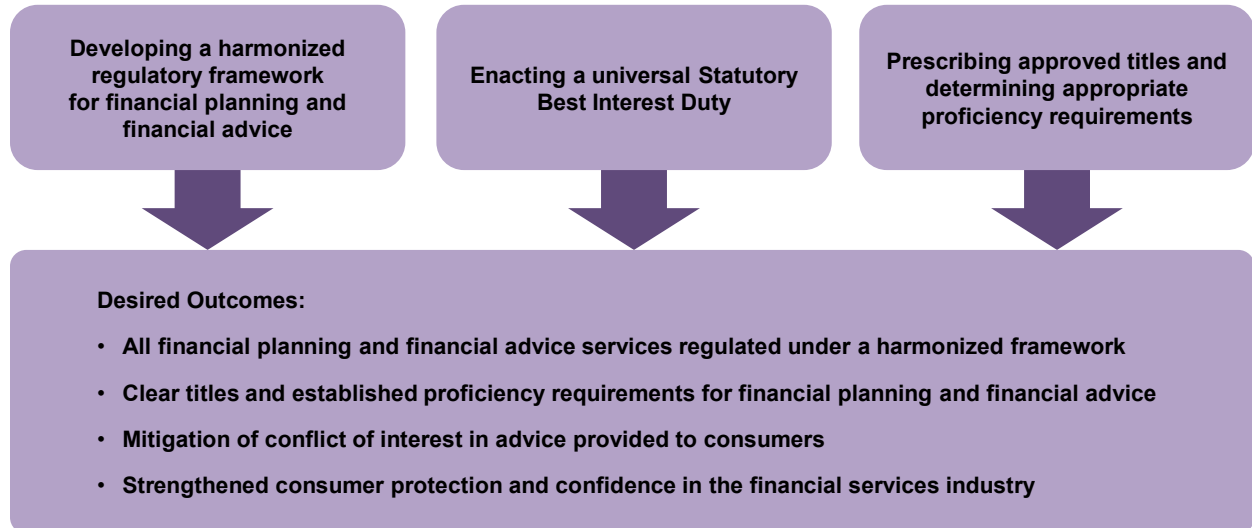 Developing a harmonized
regulatory framework
for financial planning and
financial advice
Enacting a universal Statutory
Best Interest Duty
Prescribing approved titles and
determining appropriate
proficiency requirements
Desired Outcomes:
• All financial planning and financial advice services regulated under a harmonized framework
• Clear titles and established proficiency requirements for financial planning and financial advice
• Mitigation of conflict of interest in advice provided to consumers
• Strengthened consumer protection and confidence in the financial services industry